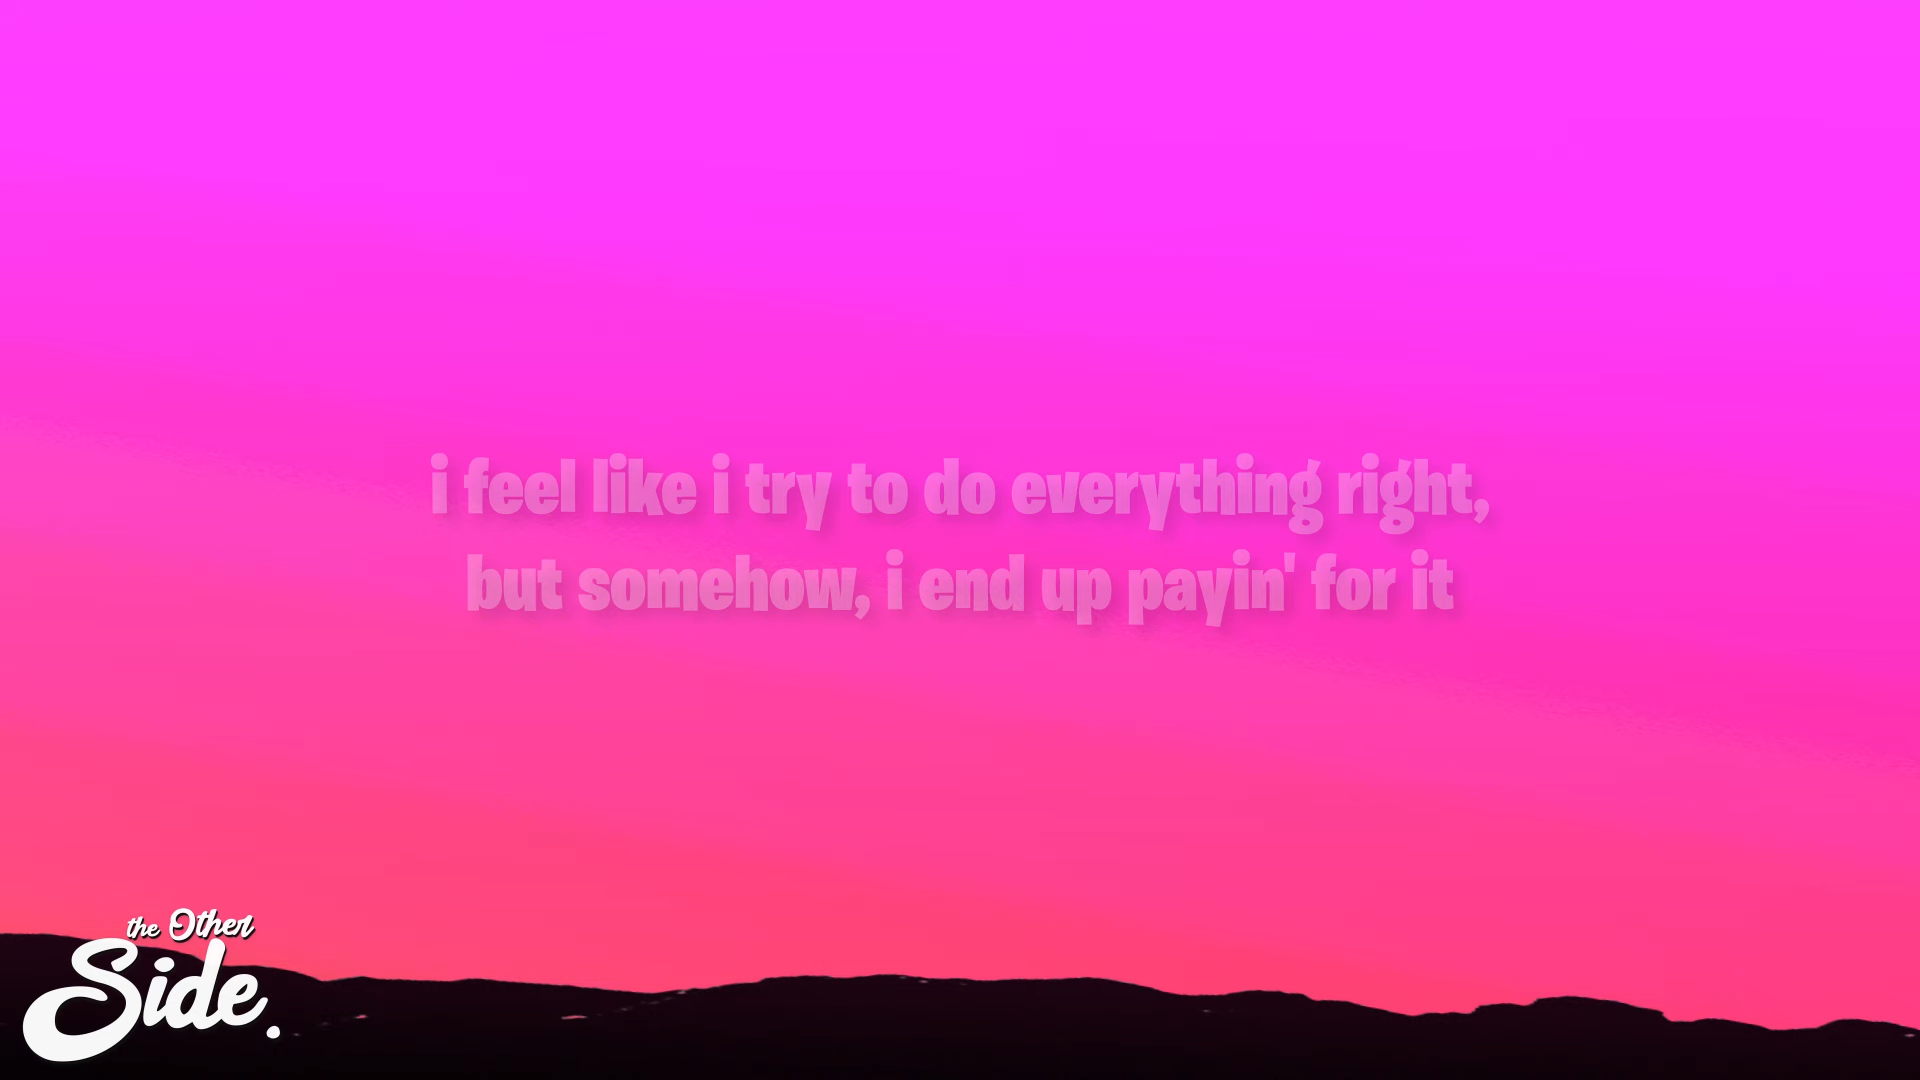 i feel like i try to do everything right,
but somehow, i end up payin' for it
the Other
Side.